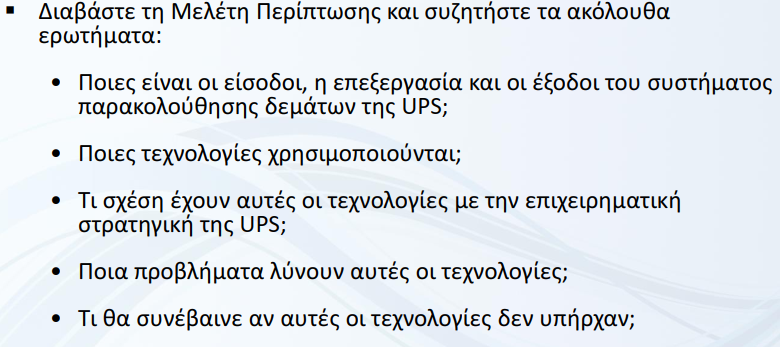 ▪ Διαβάστε τη Μελέτη Περίπτωσης και συζητήστε τα ακόλουθα
ερωτήματα:
• Ποιες είναι οι είσοδοι, η επεξεργασία και οι έξοδοι του συστήματος
παρακολούθησης δεμάτων της UPS;
• Ποιες τεχνολογίες χρησιμοποιούνται;
• Τι σχέση έχουν αυτές οι τεχνολογίες με την επιχειρηματική
στρατηγική της UPS;
• Ποια προβλήματα λύνουν αυτές οι τεχνολογίες;
• Τι θα συνέβαινε αν αυτές οι τεχνολογίες δεν υπήρχαν;